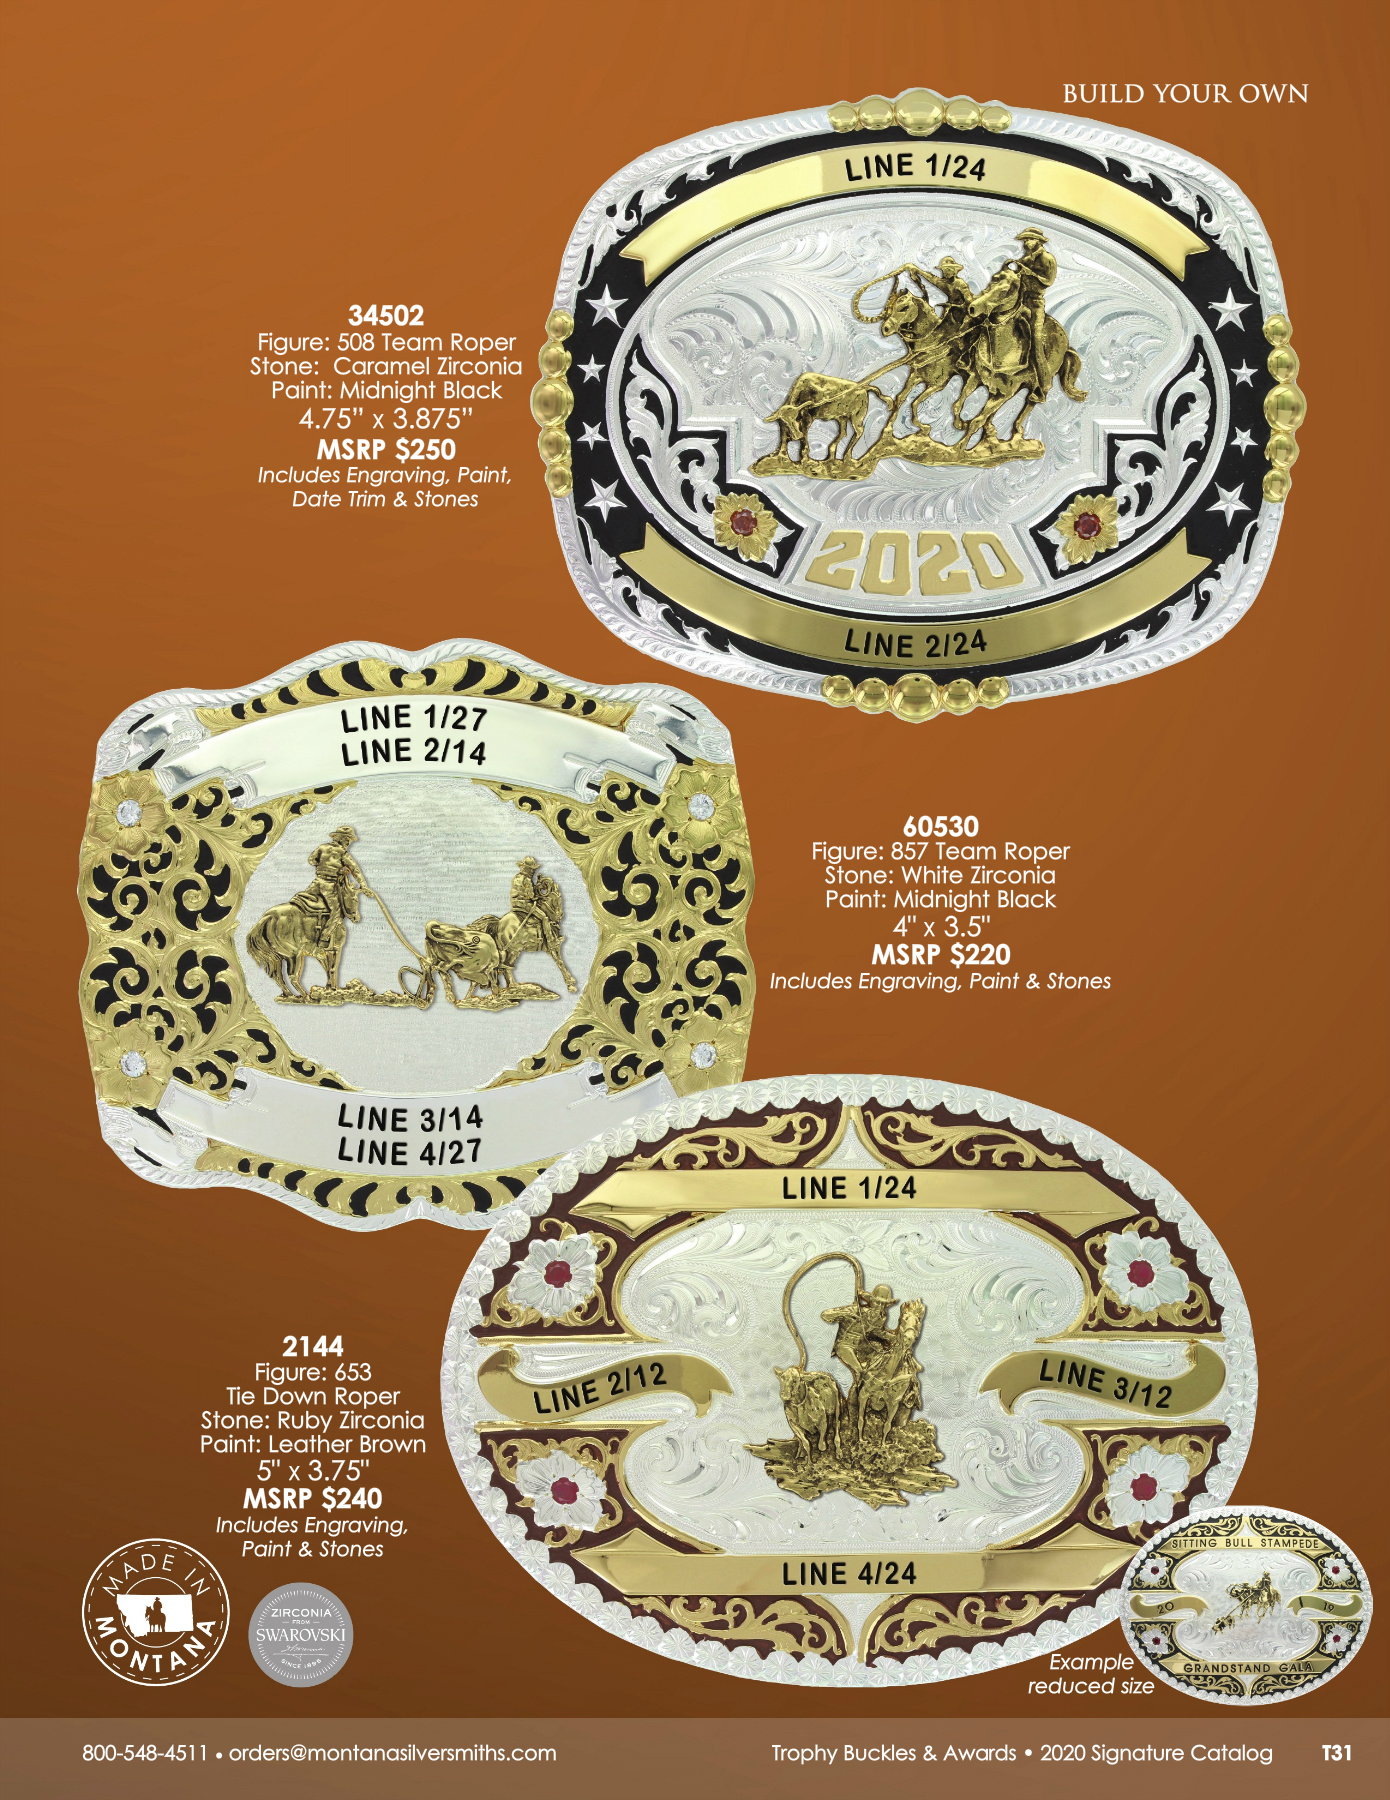 BUILD YOUR OWN
LINE 1/24
34502
Figure: 508 Team Roper
Stone:  Caramel Zirconia
Paint: Midnight Black
4.75” x 3.875”
MSRP $250
Includes Engraving, Paint,
Date Trim & Stones
2020
LINE 2/24
LINE 1/27
LINE 2/14
60530
Figure: 857 Team Roper
Stone: White Zirconia
Paint: Midnight Black
4" x 3.5"
MSRP $220
Includes Engraving, Paint & Stones
LINE 3/14
LINE 4/27
LINE 1/24
LINE 2/12
LINE 3/12
LINE 4/24
2144
Figure: 653
Tie Down Roper
Stone: Ruby Zirconia
Paint: Leather Brown
5" x 3.75"
MSRP $240
Includes Engraving,
Paint & Stones
MADE IN
MONTANA
ZIRCONIA
FROM
SWAROVSKI
SINCE 1895
SITTING BULL STAMPEDE
20
19
GRANDSTAND GALA
Example
reduced size
800-548-4511 • orders@montanasilversmiths.com
Trophy Buckles & Awards • 2020 Signature Catalog
T31